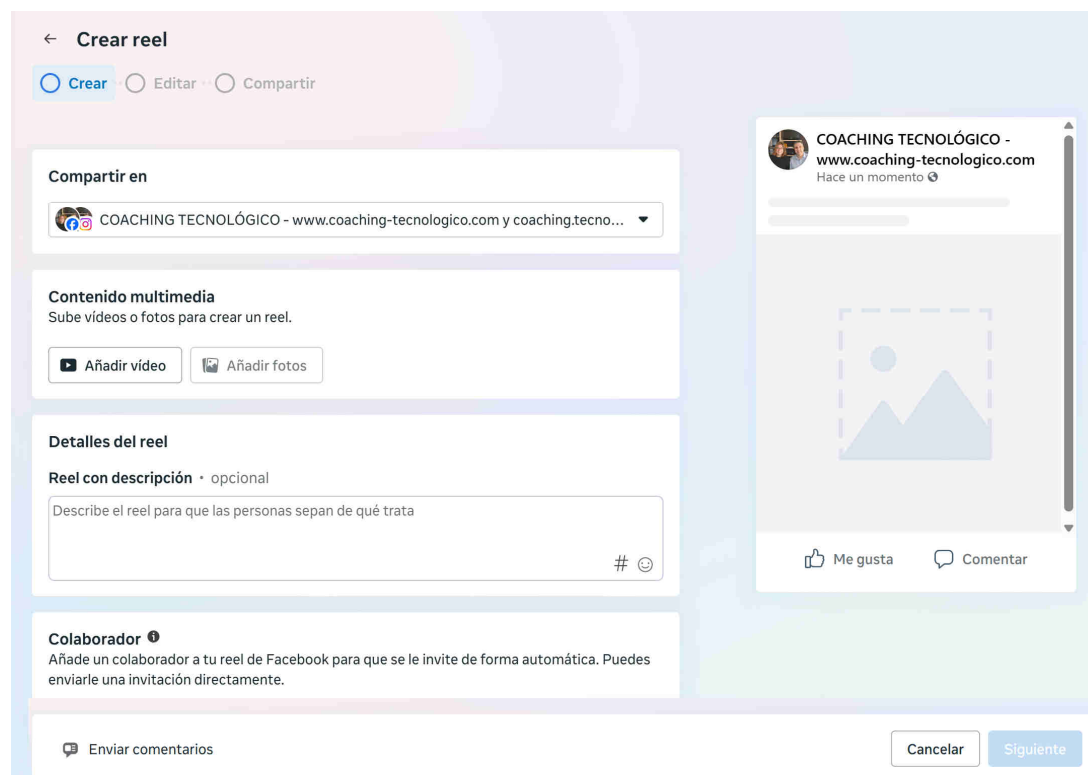 Crear reel
Crear
Editar
Compartir
Compartir en
COACHING TECNOLÓGICO - www.coaching-tecnologico.com y coaching.tecno...
Contenido multimedia
Sube vídeos o fotos para crear un reel.
Añadir vídeo
Añadir fotos
Detalles del reel
Reel con descripción • opcional
Describe el reel para que las personas sepan de qué trata
#
Colaborador
Añade un colaborador a tu reel de Facebook para que se le invite de forma automática. Puedes
enviarle una invitación directamente.
COACHING TECNOLÓGICO -
www.coaching-tecnologico.com
Hace un momento
Me gusta
Comentar
Enviar comentarios
Cancelar
Siguiente